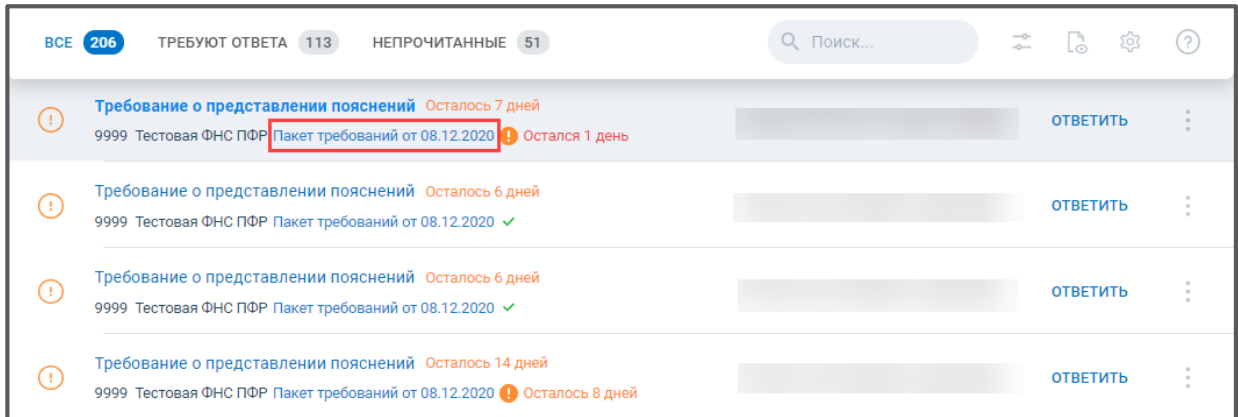 ВСЕ 206 ТРЕБУЮТ ОТВЕТА 113 НЕПРОЧИТАННЫЕ 51 Поиск...
Требование о представлении пояснений Осталось 7 дней
9999 Тестовая ФНС ПФР Пакет требований от 08.12.2020 Остался 1 день
ОТВЕТИТЬ
Требование о представлении пояснений Осталось 6 дней
9999 Тестовая ФНС ПФР Пакет требований от 08.12.2020
ОТВЕТИТЬ
Требование о представлении пояснений Осталось 6 дней
9999 Тестовая ФНС ПФР Пакет требований от 08.12.2020
ОТВЕТИТЬ
Требование о представлении пояснений Осталось 14 дней
9999 Тестовая ФНС ПФР Пакет требований от 08.12.2020 Осталось 8 дней
ОТВЕТИТЬ